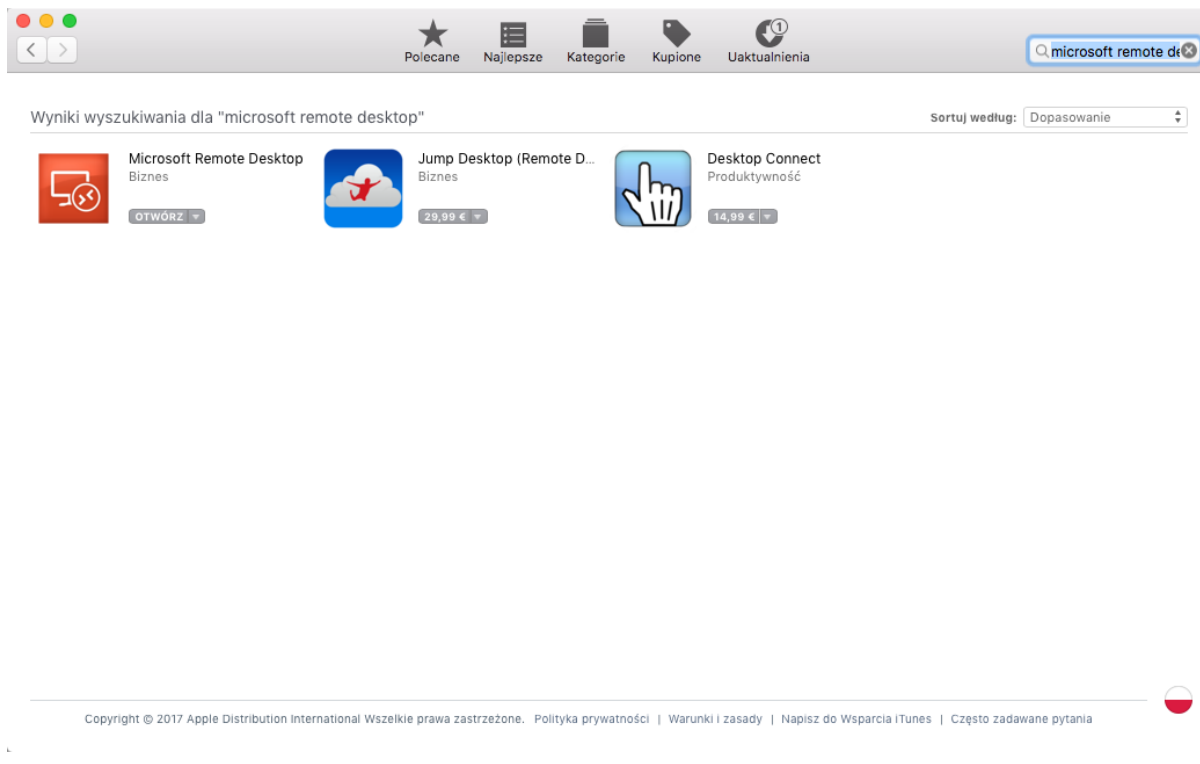 1
Polecane Najlepsze Kategorie Kupione Uaktualnienia
microsoft remote de
Wyniki wyszukiwania dla "microsoft remote desktop"
Sortuj według: Dopasowanie
Microsoft Remote Desktop
Biznes
OTWÓRZ
Jump Desktop (Remote D...
Biznes
29,99 €
Desktop Connect
Produktywność
14,99 €
Copyright © 2017 Apple Distribution International Wszelkie prawa zastrzeżone. Polityka prywatności | Warunki i zasady | Napisz do Wsparcia iTunes | Często zadawane pytania